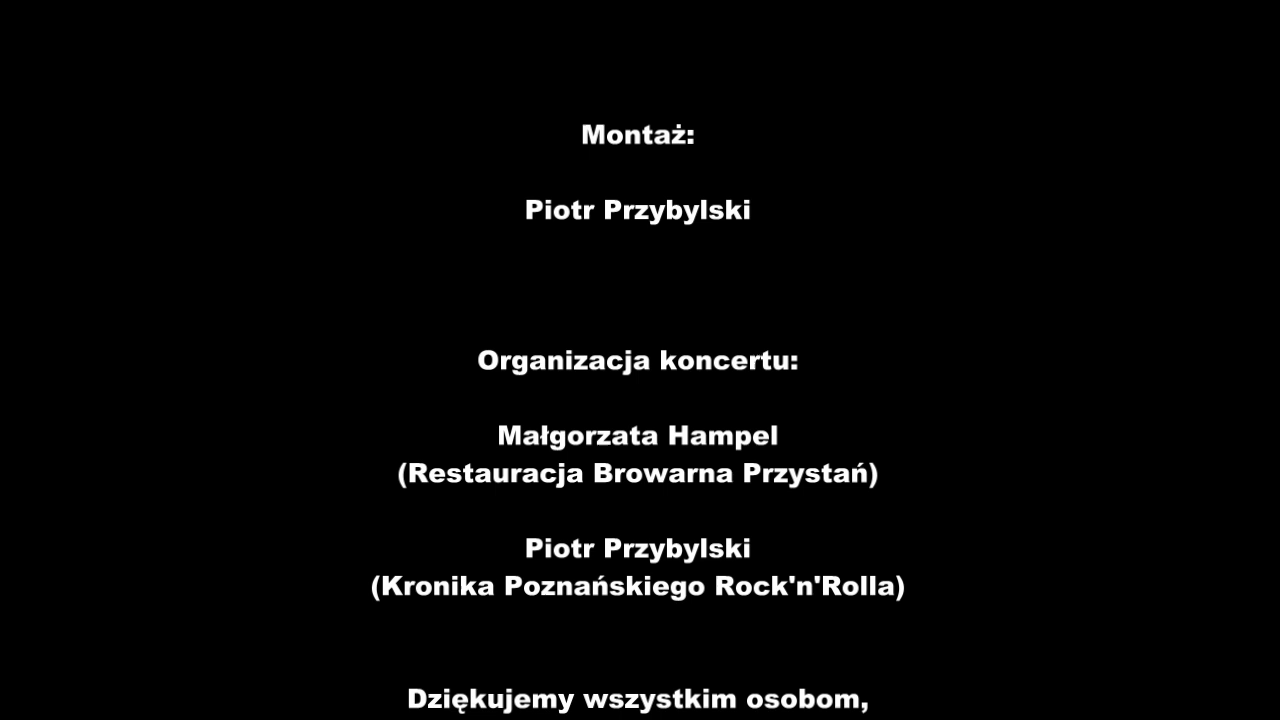 Montaż:
Piotr Przybylski
Organizacja koncertu:
Małgorzata Hampel
(Restauracja Browarna Przystań)
Piotr Przybylski
(Kronika Poznańskiego Rock'n'Rolla)
Dziękujemy wszystkim osobom,